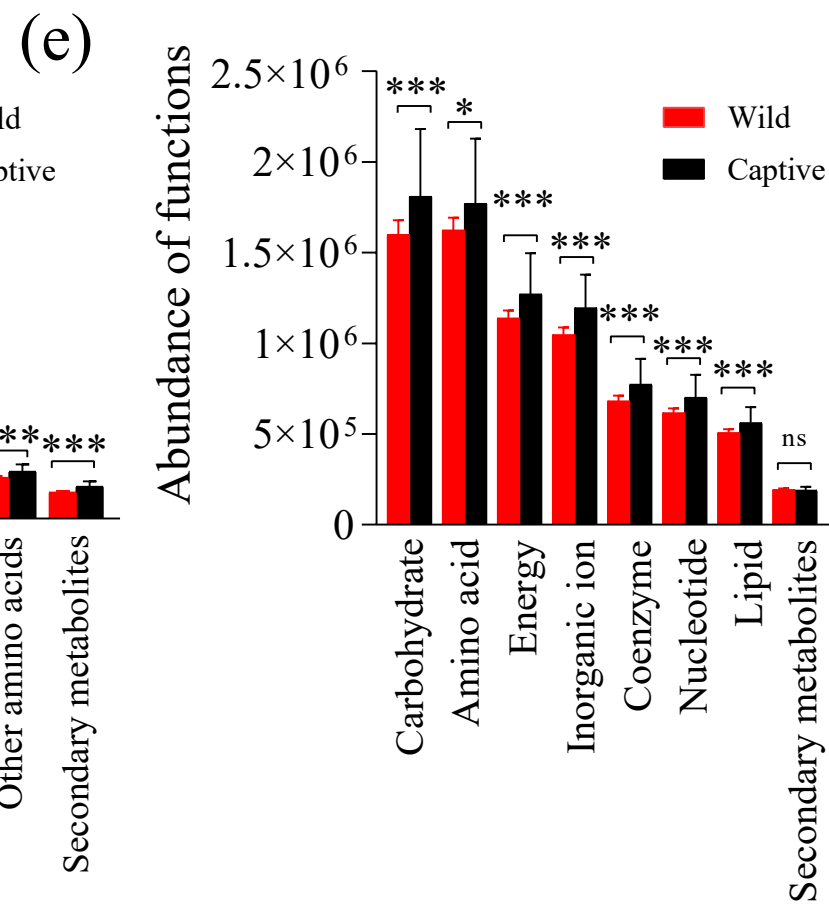 (e)
ld
ptive
**
***
Other amino acids
Secondary metabolites
Abundance of functions
2.5×10⁶
2×10⁶
1.5×10⁶
1×10⁶
5×10⁵
0
***
*
***
***
***
***
***
ns
Wild
Captive
Carbohydrate
Amino acid
Energy
Inorganic ion
Coenzyme
Nucleotide
Lipid
Secondary metabolites